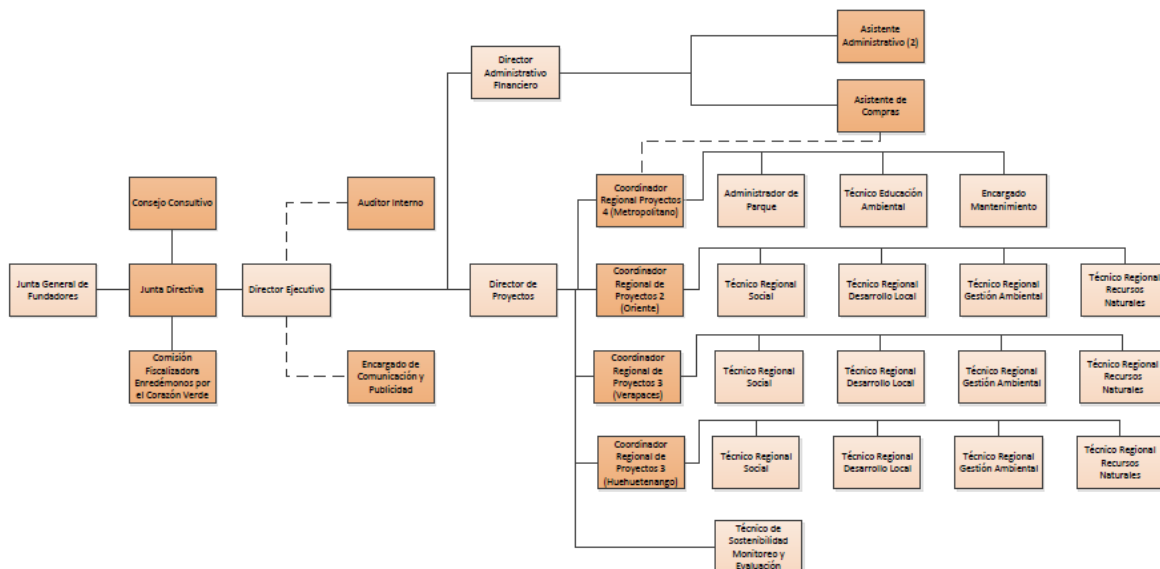 Asistente
Administrativo (2)
Director
Administrativo
Financiero
Asistente de
Compras
Coordinador
Regional Proyectos
4 (Metropolitano)
Administrador de
Parque
Técnico Educación
Ambiental
Encargado
Mantenimiento
Consejo Consultivo
Auditor Interno
Junta General de
Fundadores
Junta Directiva
Director Ejecutivo
Director de
Proyectos
Coordinador
Regional de
Proyectos 2
(Oriente)
Técnico Regional
Social
Técnico Regional
Desarrollo Local
Técnico Regional
Gestión Ambiental
Técnico Regional
Recursos
Naturales
Comisión
Fiscalizadora
Enredémonos por
el Corazón Verde
Encargado de
Comunicación y
Publicidad
Coordinador
Regional de
Proyectos 3
(Verapaces)
Técnico Regional
Social
Técnico Regional
Desarrollo Local
Técnico Regional
Gestión Ambiental
Técnico Regional
Recursos
Naturales
Coordinador
Regional de
Proyectos 3
(Huehuetenango)
Técnico Regional
Social
Técnico Regional
Desarrollo Local
Técnico Regional
Gestión Ambiental
Técnico Regional
Recursos
Naturales
Técnico de
Sostenibilidad
Monitoreo y
Evaluación